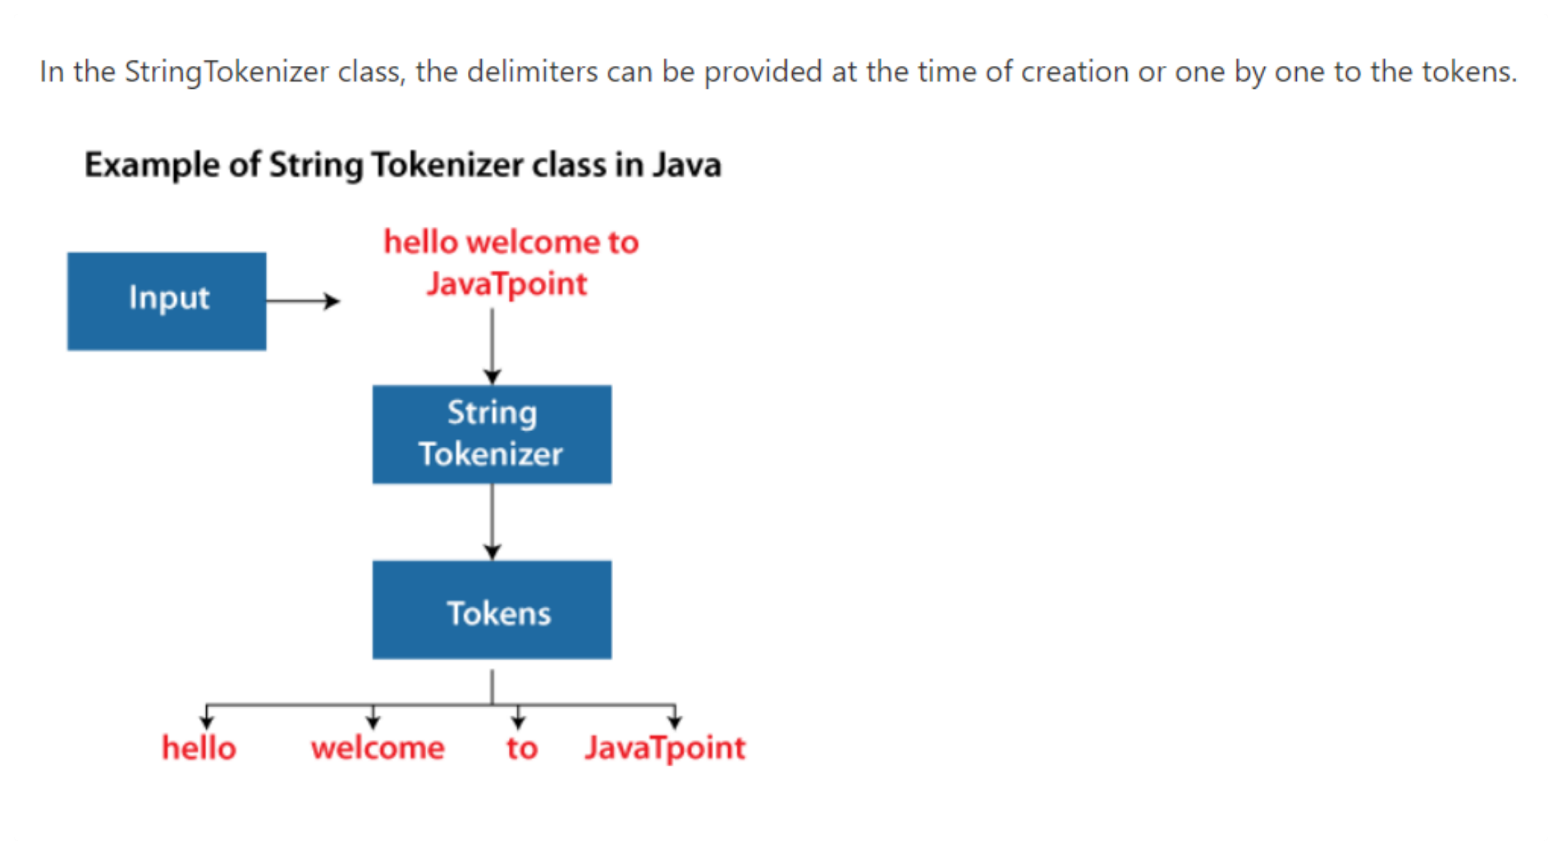 In the StringTokenizer class, the delimiters can be provided at the time of creation or one by one to the tokens.
Example of String Tokenizer class in Java
hello welcome to
JavaTpoint
Input
String
Tokenizer
Tokens
hello welcome to JavaTpoint